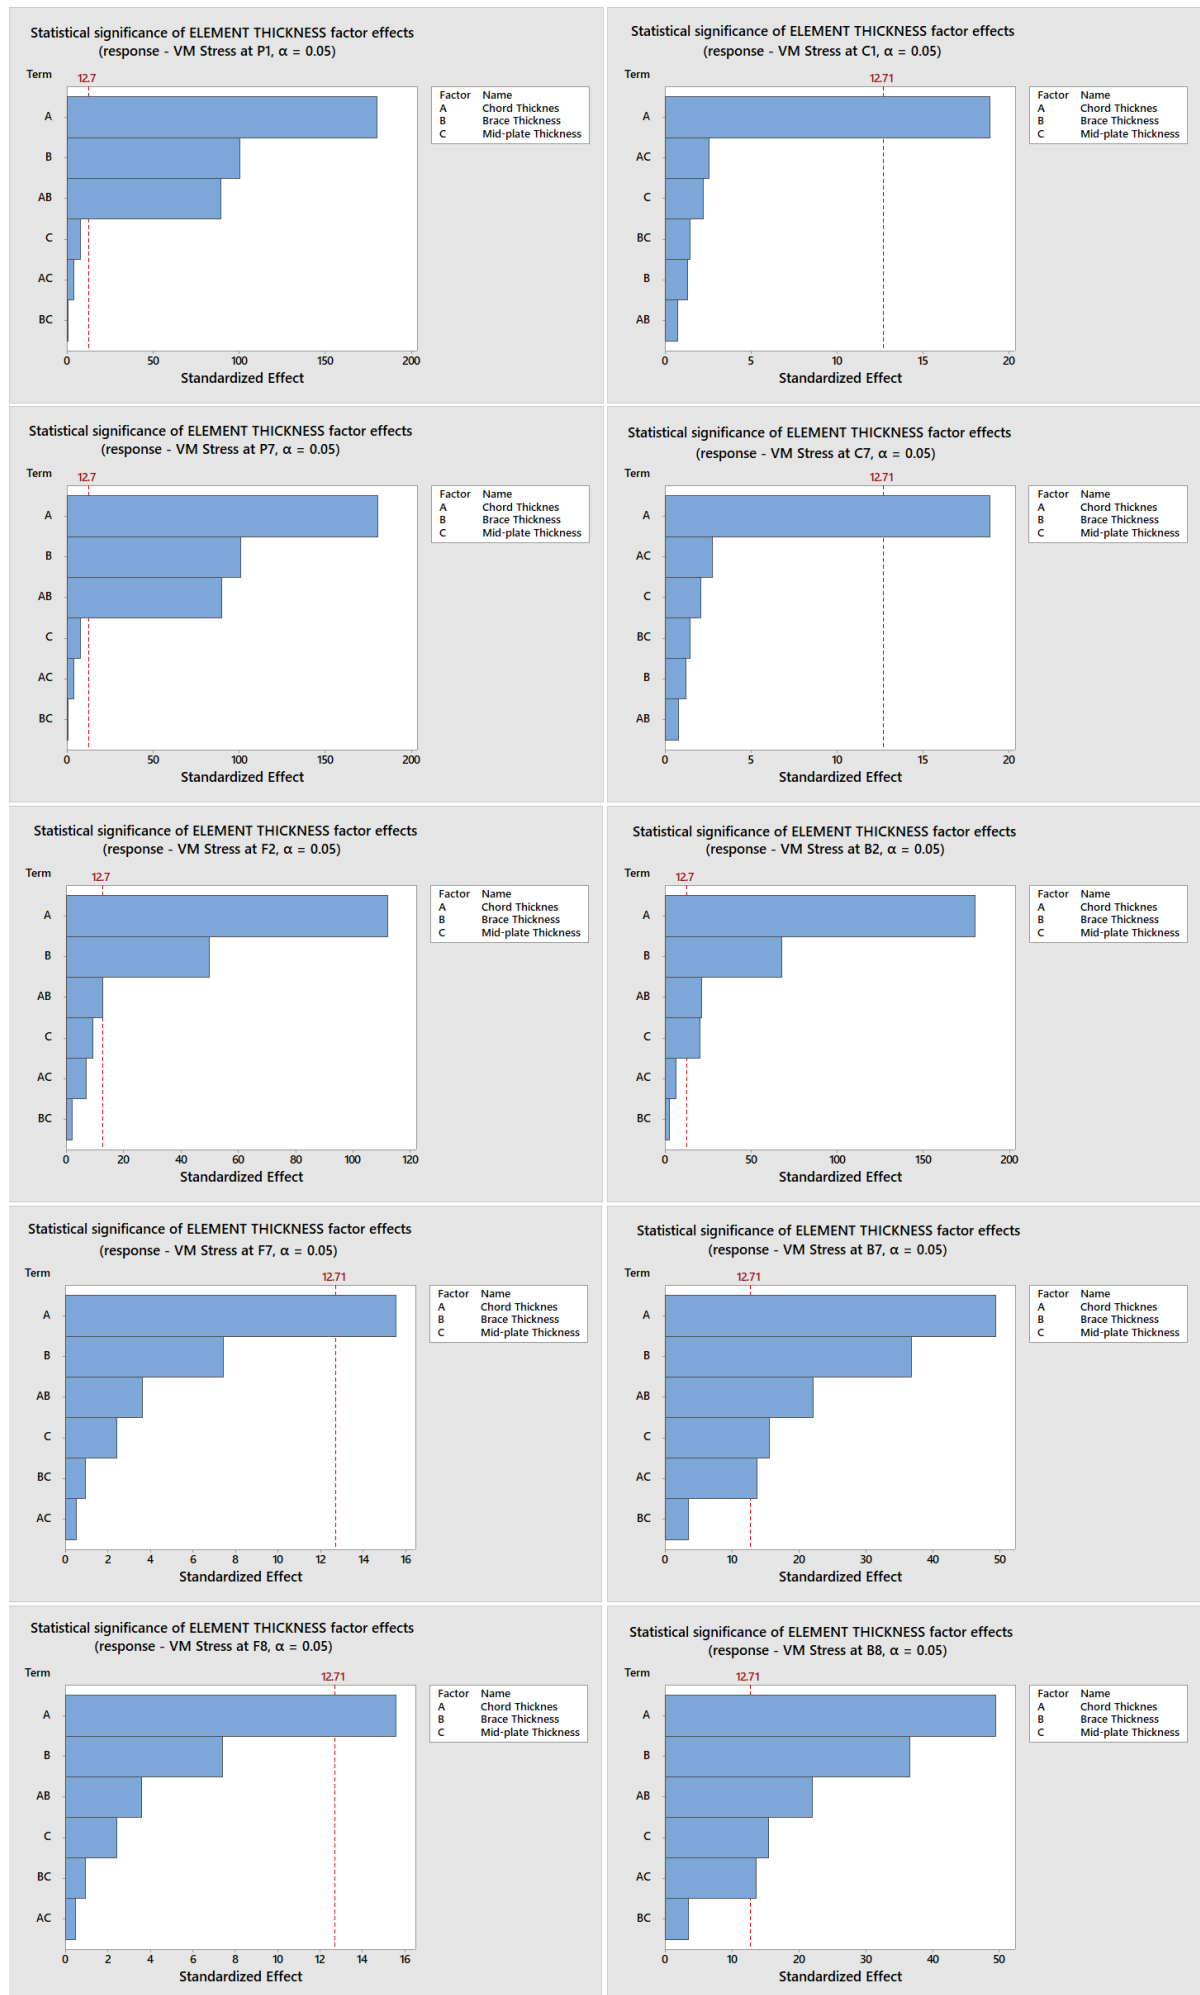 Statistical significance of ELEMENT THICKNESS factor effects
(response - VM Stress at P1, α = 0.05)
Term
12.7
A
B
AB
C
AC
BC
0 50 100 150 200
Standardized Effect
Factor Name
A Chord Thicknes
B Brace Thickness
C Mid-plate Thickness
Statistical significance of ELEMENT THICKNESS factor effects
(response - VM Stress at C1, α = 0.05)
Term
12.71
A
AC
C
BC
B
AB
0 5 10 15 20
Standardized Effect
Factor Name
A Chord Thicknes
B Brace Thickness
C Mid-plate Thickness
Statistical significance of ELEMENT THICKNESS factor effects
(response - VM Stress at P7, α = 0.05)
Term
12.7
A
B
AB
C
AC
BC
0 50 100 150 200
Standardized Effect
Factor Name
A Chord Thicknes
B Brace Thickness
C Mid-plate Thickness
Statistical significance of ELEMENT THICKNESS factor effects
(response - VM Stress at C7, α = 0.05)
Term
12.71
A
AC
C
BC
B
AB
0 5 10 15 20
Standardized Effect
Factor Name
A Chord Thicknes
B Brace Thickness
C Mid-plate Thickness
Statistical significance of ELEMENT THICKNESS factor effects
(response - VM Stress at F2, α = 0.05)
Term
12.7
A
B
AB
C
AC
BC
0 20 40 60 80 100 120
Standardized Effect
Factor Name
A Chord Thicknes
B Brace Thickness
C Mid-plate Thickness
Statistical significance of ELEMENT THICKNESS factor effects
(response - VM Stress at B2, α = 0.05)
Term
12.7
A
B
AB
C
AC
BC
0 50 100 150 200
Standardized Effect
Factor Name
A Chord Thicknes
B Brace Thickness
C Mid-plate Thickness
Statistical significance of ELEMENT THICKNESS factor effects
(response - VM Stress at F7, α = 0.05)
Term
12.71
A
B
AB
C
BC
AC
0 2 4 6 8 10 12 14 16
Standardized Effect
Factor Name
A Chord Thicknes
B Brace Thickness
C Mid-plate Thickness
Statistical significance of ELEMENT THICKNESS factor effects
(response - VM Stress at B7, α = 0.05)
Term
12.71
A
B
AB
C
AC
BC
0 10 20 30 40 50
Standardized Effect
Factor Name
A Chord Thicknes
B Brace Thickness
C Mid-plate Thickness
Statistical significance of ELEMENT THICKNESS factor effects
(response - VM Stress at F8, α = 0.05)
Term
12.71
A
B
AB
C
BC
AC
0 2 4 6 8 10 12 14 16
Standardized Effect
Factor Name
A Chord Thicknes
B Brace Thickness
C Mid-plate Thickness
Statistical significance of ELEMENT THICKNESS factor effects
(response - VM Stress at B8, α = 0.05)
Term
12.71
A
B
AB
C
AC
BC
0 10 20 30 40 50
Standardized Effect
Factor Name
A Chord Thicknes
B Brace Thickness
C Mid-plate Thickness